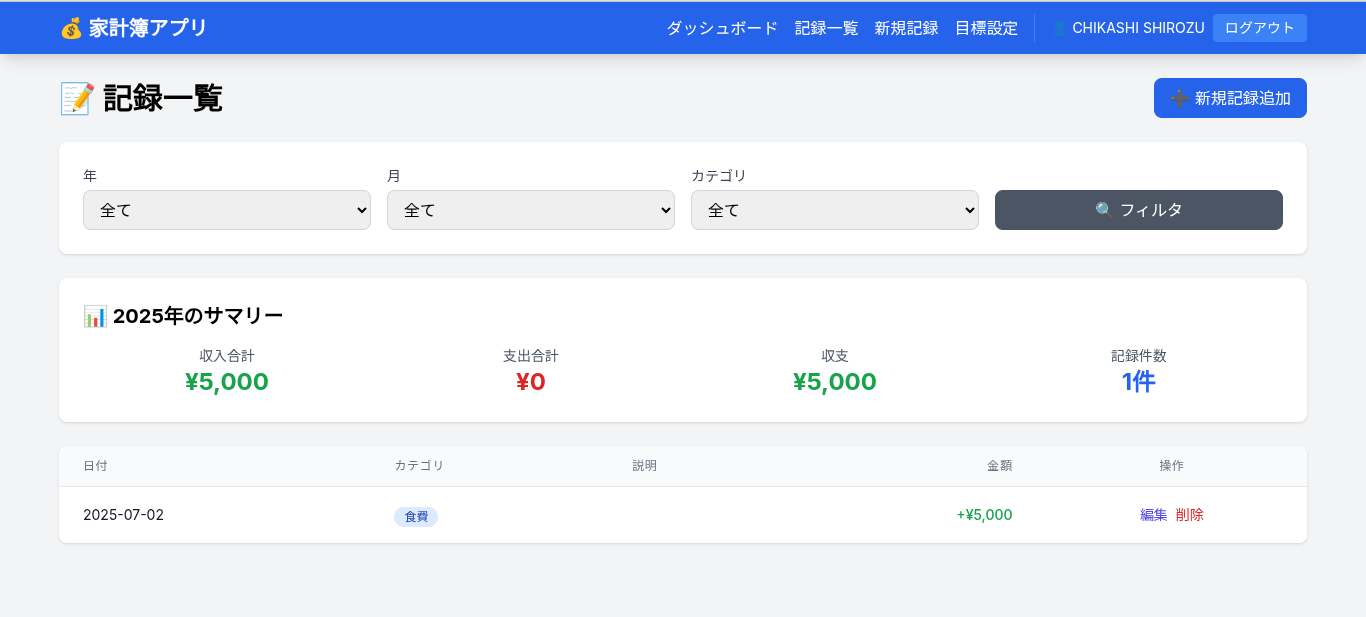 💰 家計簿アプリ ダッシュボード 記録一覧 新規記録 目標設定 👤 CHIKASHI SHIROZU ログアウト
📝 記録一覧 ➕ 新規記録追加
年 月 カテゴリ
全て 全て 全て 🔍 フィルタ
📊 2025年のサマリー
収入合計 支出合計 収支 記録件数
¥5,000 ¥0 ¥5,000 1件
日付 カテゴリ 説明 金額 操作
2025-07-02 食費 +¥5,000 編集 削除